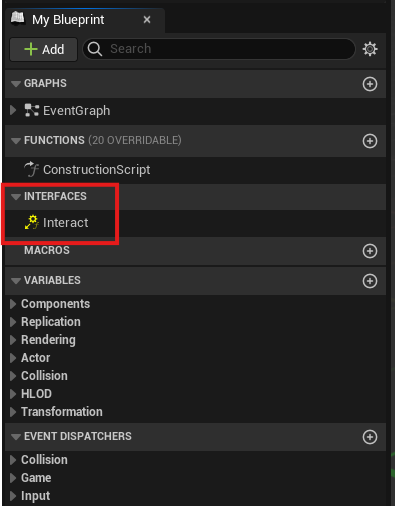 My Blueprint
Add
Search
GRAPHS
EventGraph
FUNCTIONS (20 OVERRIDABLE)
ConstructionScript
INTERFACES
Interact
MACROS
VARIABLES
Components
Replication
Rendering
Actor
Collision
HLOD
Transformation
EVENT DISPATCHERS
Collision
Game
Input